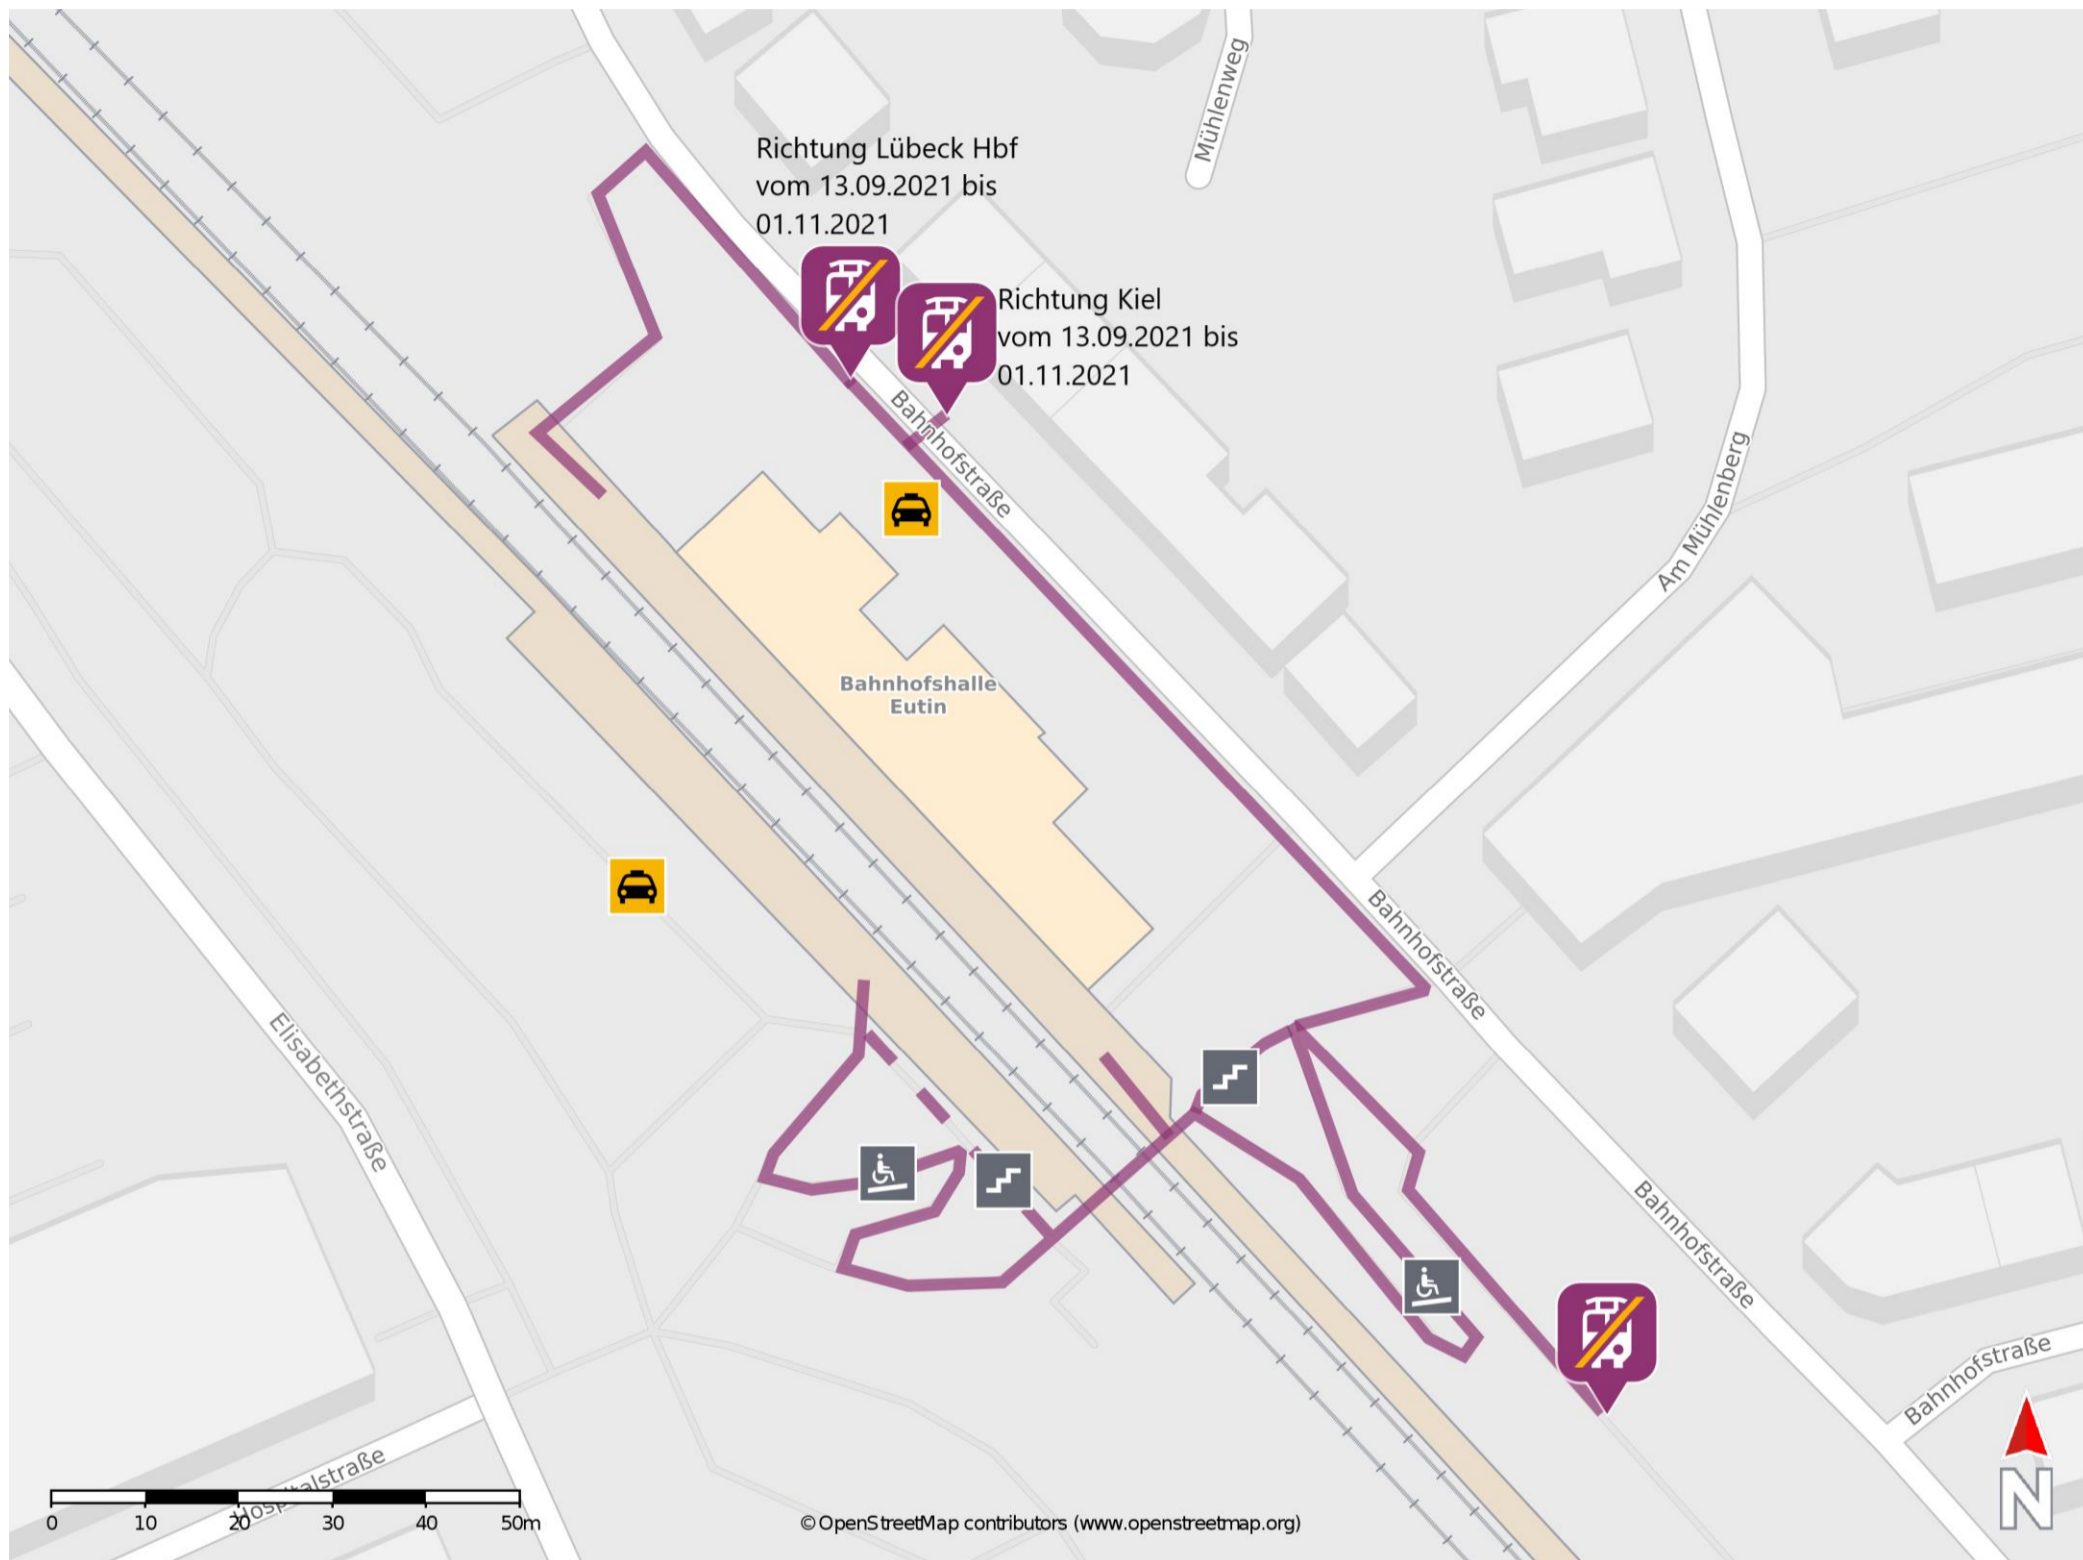 Mühlenweg
Richtung Lübeck Hbf
vom 13.09.2021 bis
01.11.2021
Richtung Kiel
vom 13.09.2021 bis
01.11.2021
Bahnhofstraße
Am Mühlenberg
Bahnhofshalle
Eutin
Bahnhofstraße
Elisabethstraße
Bahnhofstraße
Bahnhofstraße
Hospitalstraße
0 10 20 30 40 50m
© OpenStreetMap contributors (www.openstreetmap.org)
N